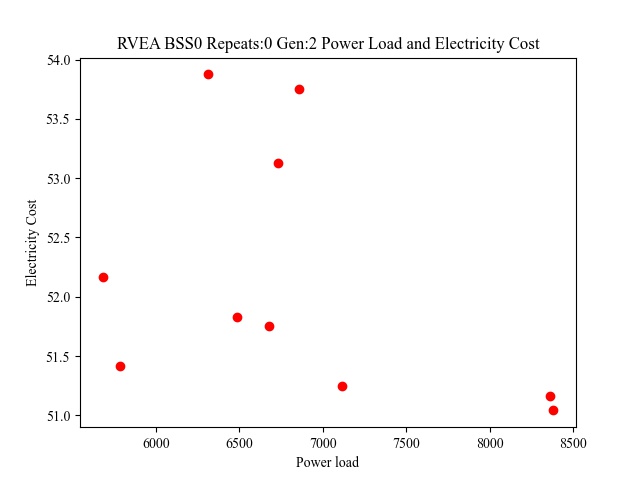 RVEA BSS0 Repeats:0 Gen:2 Power Load and Electricity Cost
54.0
53.5
53.0
52.5
52.0
51.5
51.0
Electricity Cost
6000 6500 7000 7500 8000 8500
Power load